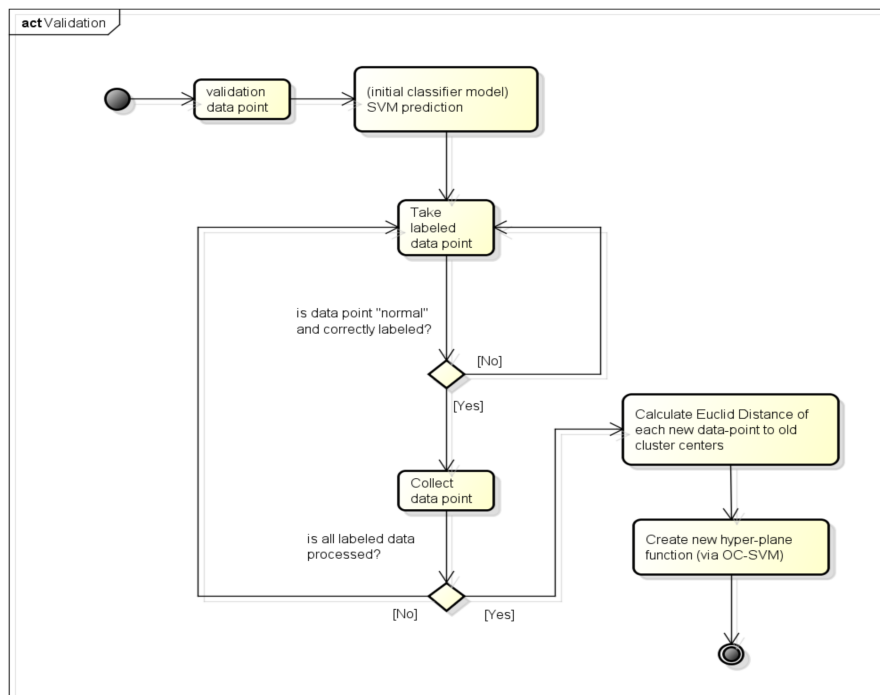 act Validation
validation
data point
(initial classifier model)
SVM prediction
Take
labeled
data point
is data point "normal"
and correctly labeled?
[No]
[Yes]
Collect
data point
is all labeled data
processed?
[No]
[Yes]
Calculate Euclid Distance of
each new data-point to old
cluster centers
Create new hyper-plane
function (via OC-SVM)